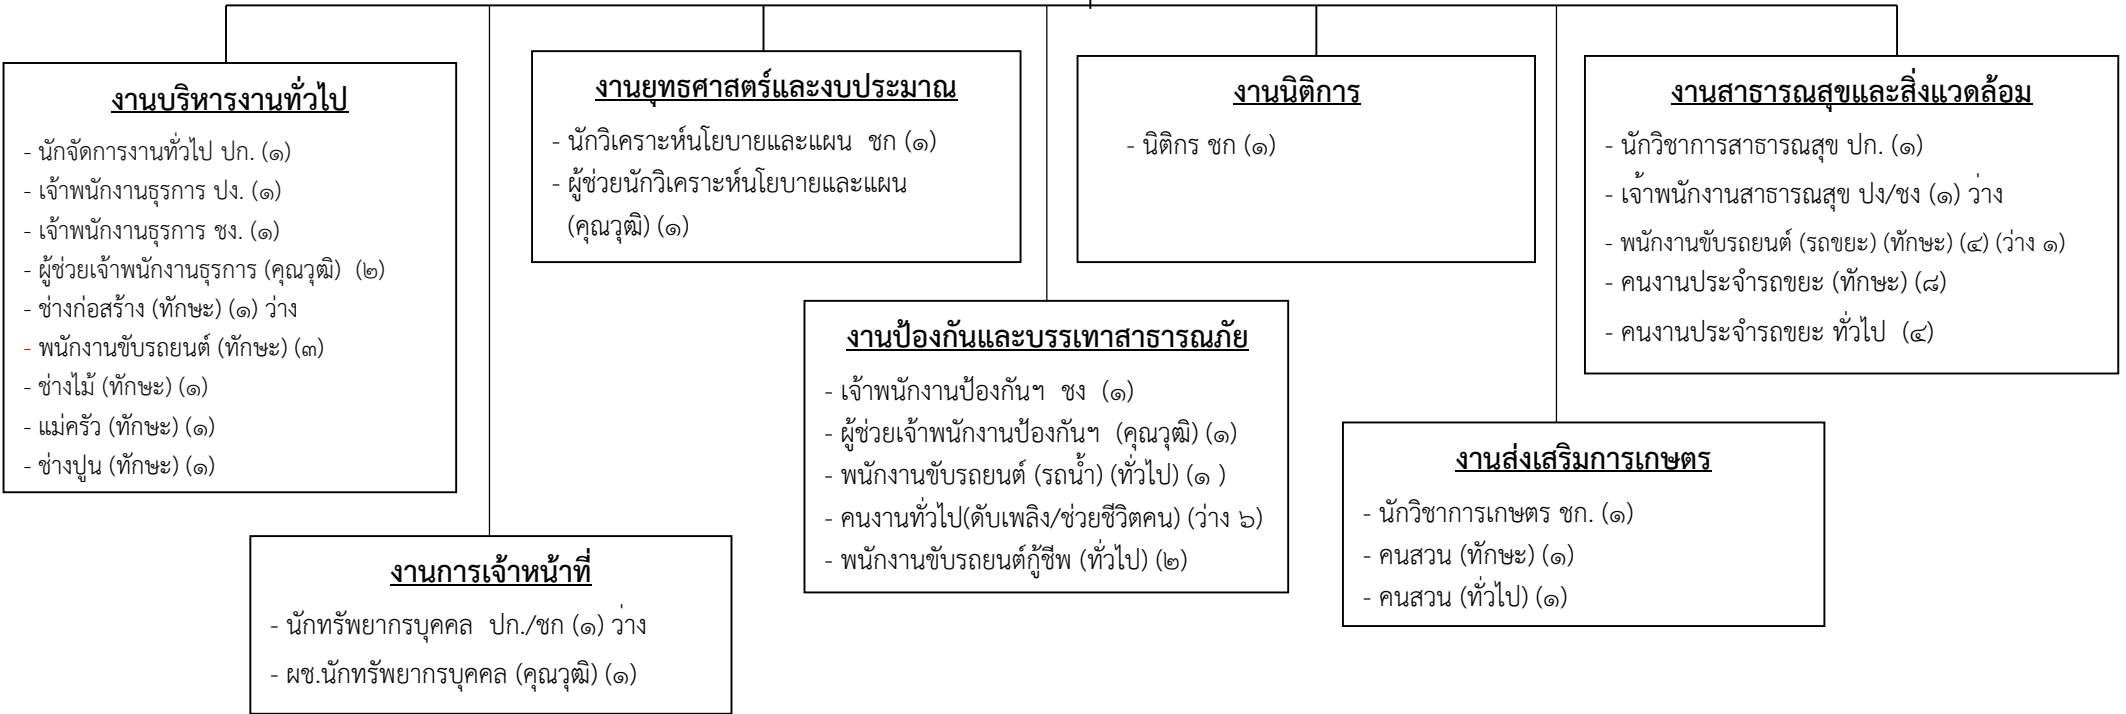 งานบริหารงานทั่วไป
- นักจัดการงานทั่วไป ปก. (๑)
- เจ้าพนักงานธุรการ ปง. (๑)
- เจ้าพนักงานธุรการ ชง. (๑)
- ผู้ช่วยเจ้าพนักงานธุรการ (คุณวุฒิ) (๒)
- ช่างก่อสร้าง (ทักษะ) (๑) ว่าง
- พนักงานขับรถยนต์ (ทักษะ) (๓)
- ช่างไม้ (ทักษะ) (๑)
- แม่ครัว (ทักษะ) (๑)
- ช่างปูน (ทักษะ) (๑)
งานการเจ้าหน้าที่
- นักทรัพยากรบุคคล ปก./ชก (๑) ว่าง
- ผช.นักทรัพยากรบุคคล (คุณวุฒิ) (๑)
งานยุทธศาสตร์และงบประมาณ
- นักวิเคราะห์นโยบายและแผน ชก (๑)
- ผู้ช่วยนักวิเคราะห์นโยบายและแผน
(คุณวุฒิ) (๑)
งานป้องกันและบรรเทาสาธารณภัย
- เจ้าพนักงานป้องกันฯ ชง (๑)
- ผู้ช่วยเจ้าพนักงานป้องกันฯ (คุณวุฒิ) (๑)
- พนักงานขับรถยนต์ (รถน้ำ) (ทั่วไป) (๑ )
- คนงานทั่วไป(ดับเพลิง/ช่วยชีวิตคน) (ว่าง ๖)
- พนักงานขับรถยนต์กู้ชีพ (ทั่วไป) (๒)
งานนิติการ
- นิติกร ชก (๑)
งานส่งเสริมการเกษตร
- นักวิชาการเกษตร ชก. (๑)
- คนสวน (ทักษะ) (๑)
- คนสวน (ทั่วไป) (๑)
งานสาธารณสุขและสิ่งแวดล้อม
- นักวิชาการสาธารณสุข ปก. (๑)
- เจ้าพนักงานสาธารณสุข ปง/ชง (๑) ว่าง
- พนักงานขับรถยนต์ (รถขยะ) (ทักษะ) (๔) (ว่าง ๑)
- คนงานประจำรถขยะ (ทักษะ) (๘)
- คนงานประจำรถขยะ ทั่วไป (๔)